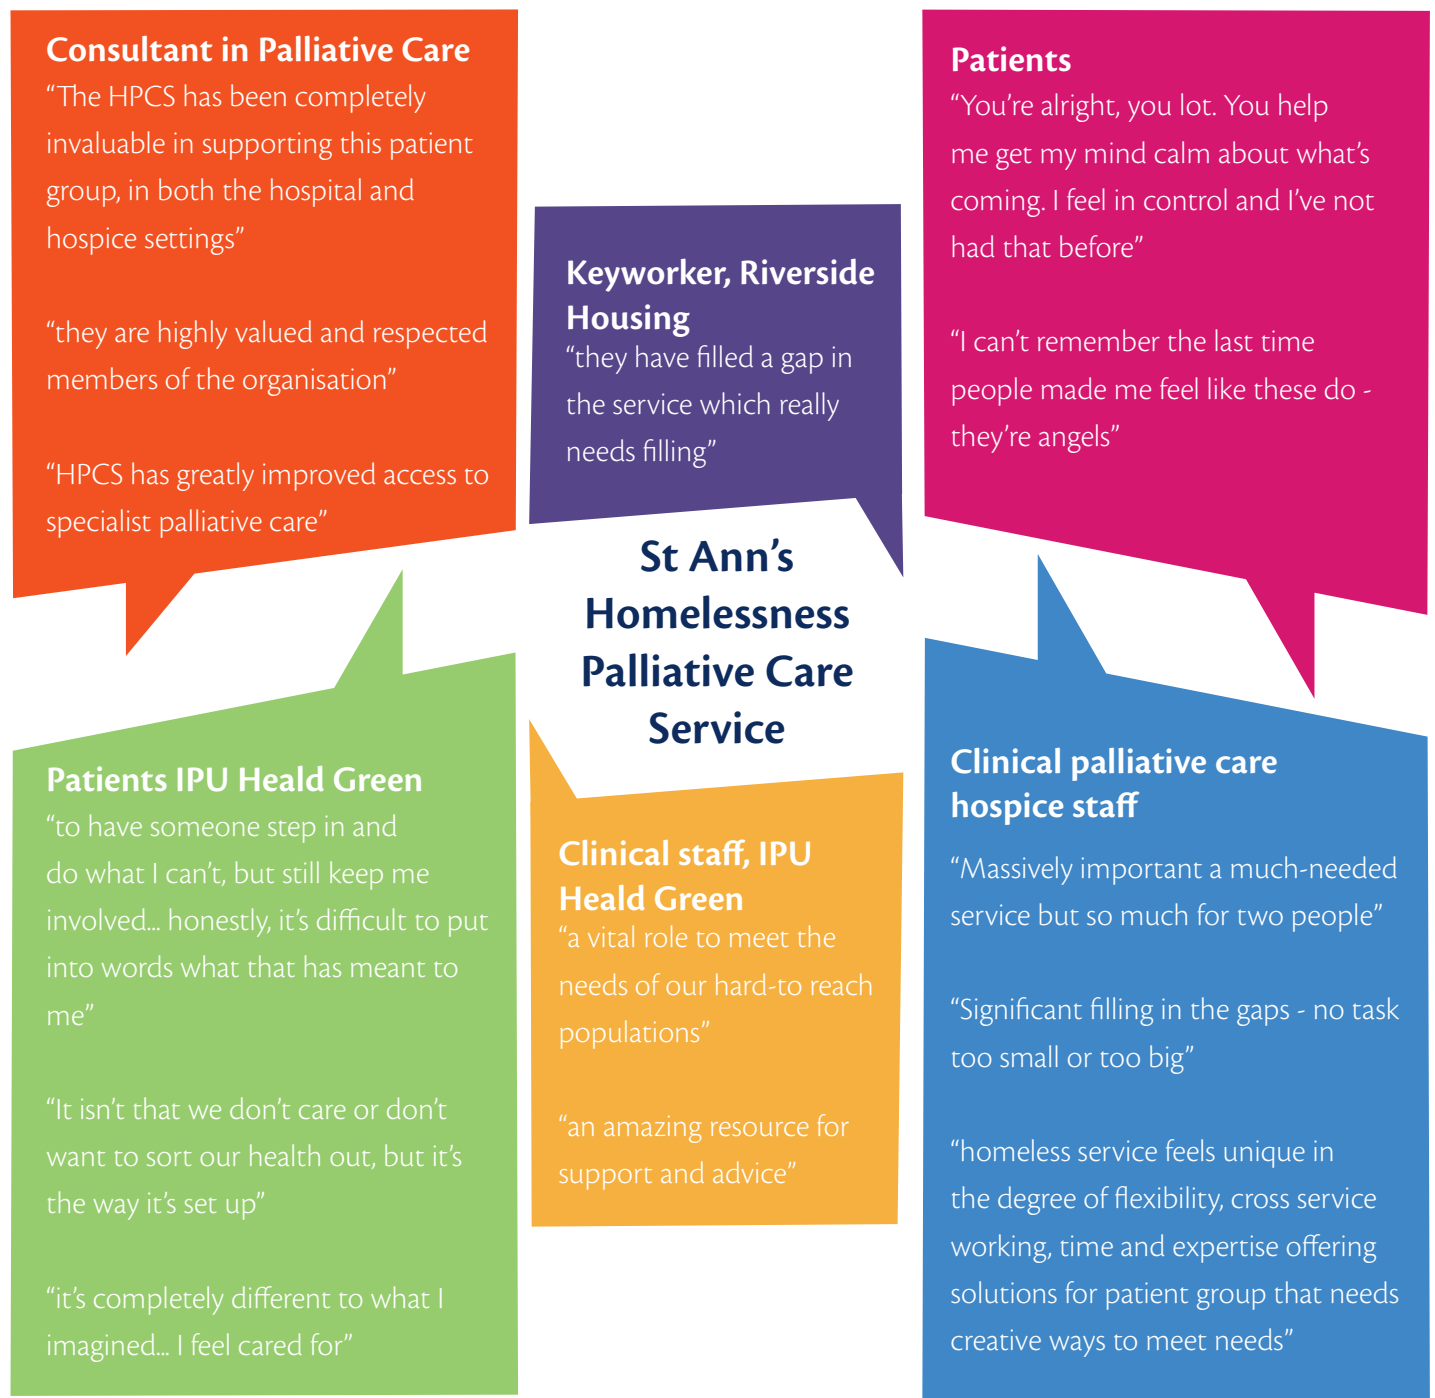 Consultant in Palliative Care
“The HPCS has been completely
invaluable in supporting this patient
group, in both the hospital and
hospice settings”
“they are highly valued and respected
members of the organisation”
“HPCS has greatly improved access to
specialist palliative care”
Keyworker, Riverside
Housing
“they have filled a gap in
the service which really
needs filling”
Patients
“You’re alright, you lot. You help
me get my mind calm about what’s
coming. I feel in control and I’ve not
had that before”
“I can’t remember the last time
people made me feel like these do -
they’re angels”
St Ann’s
Homelessness
Palliative Care
Service
Patients IPU Heald Green
“to have someone step in and
do what I can’t, but still keep me
involved... honestly, it’s difficult to put
into words what that has meant to
me”
“It isn’t that we don’t care or don’t
want to sort our health out, but it’s
the way it’s set up”
“it’s completely different to what I
imagined... I feel cared for”
Clinical staff, IPU
Heald Green
“a vital role to meet the
needs of our hard-to reach
populations”
“an amazing resource for
support and advice”
Clinical palliative care
hospice staff
“Massively important a much-needed
service but so much for two people”
“Significant filling in the gaps - no task
too small or too big”
“homeless service feels unique in
the degree of flexibility, cross service
working, time and expertise offering
solutions for patient group that needs
creative ways to meet needs”